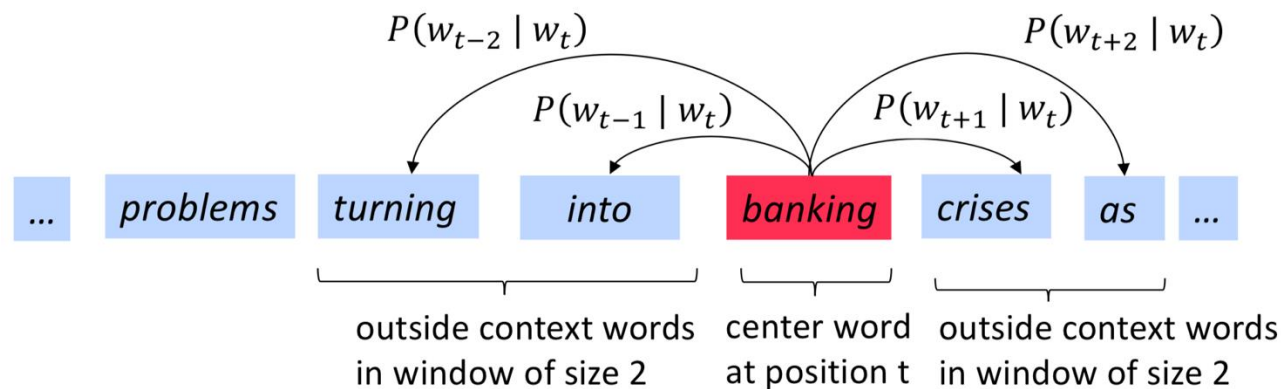 P(w_{t−2} | w_t)
P(w_{t+2} | w_t)
P(w_{t−1} | w_t)
P(w_{t+1} | w_t)
... problems turning into banking crises as ...
outside context words
in window of size 2
center word
at position t
outside context words
in window of size 2